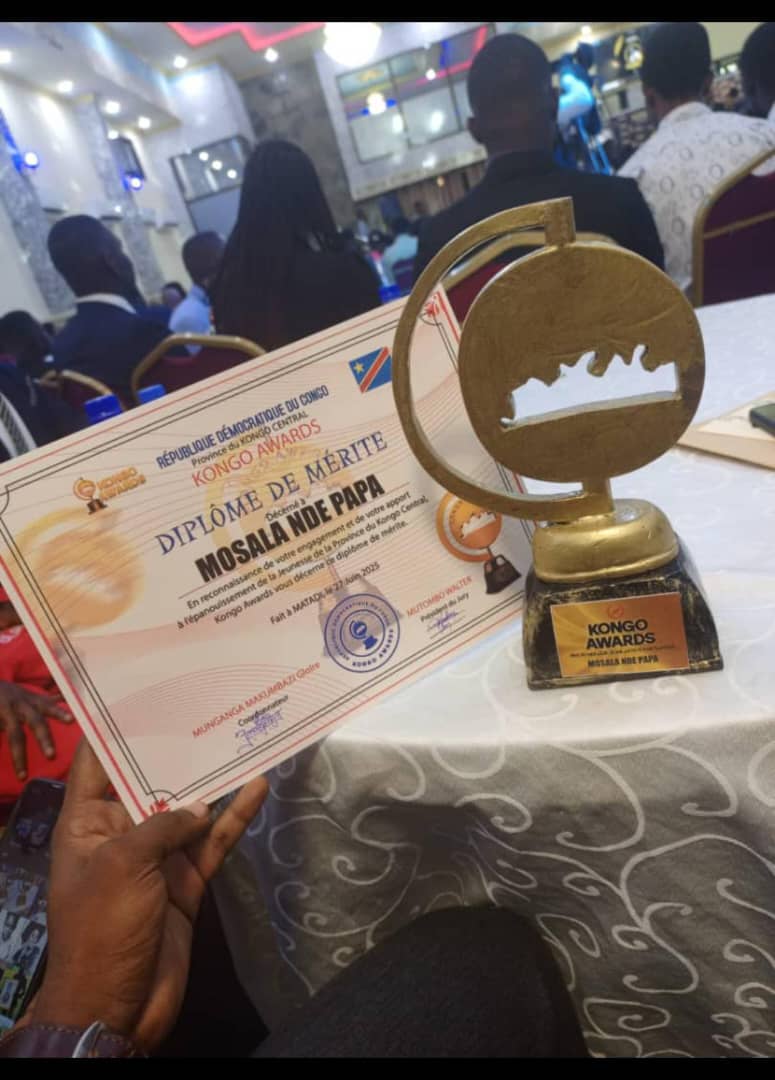 KONGO
AWARDS
RÉPUBLIQUE DÉMOCRATIQUE DU CONGO
Province du KONGO CENTRAL
KONGO AWARDS
DIPLÔME DE MÉRITE
Décerné à
MOSALA NDE PAPA
En reconnaissance de votre engagement et de votre apport
à l'épanouissement de la Jeunesse de la Province du Kongo Central,
Kongo Awards vous décerne ce diplôme de mérite.
Fait à MATADI, le 27 Juin 2025
MUTOMBO WALTER
Président du Jury
MUNGANGA MAKUMBAZI Gloire
Coordonnateur
KONGO
AWARDS
MOSALA NDE PAPA